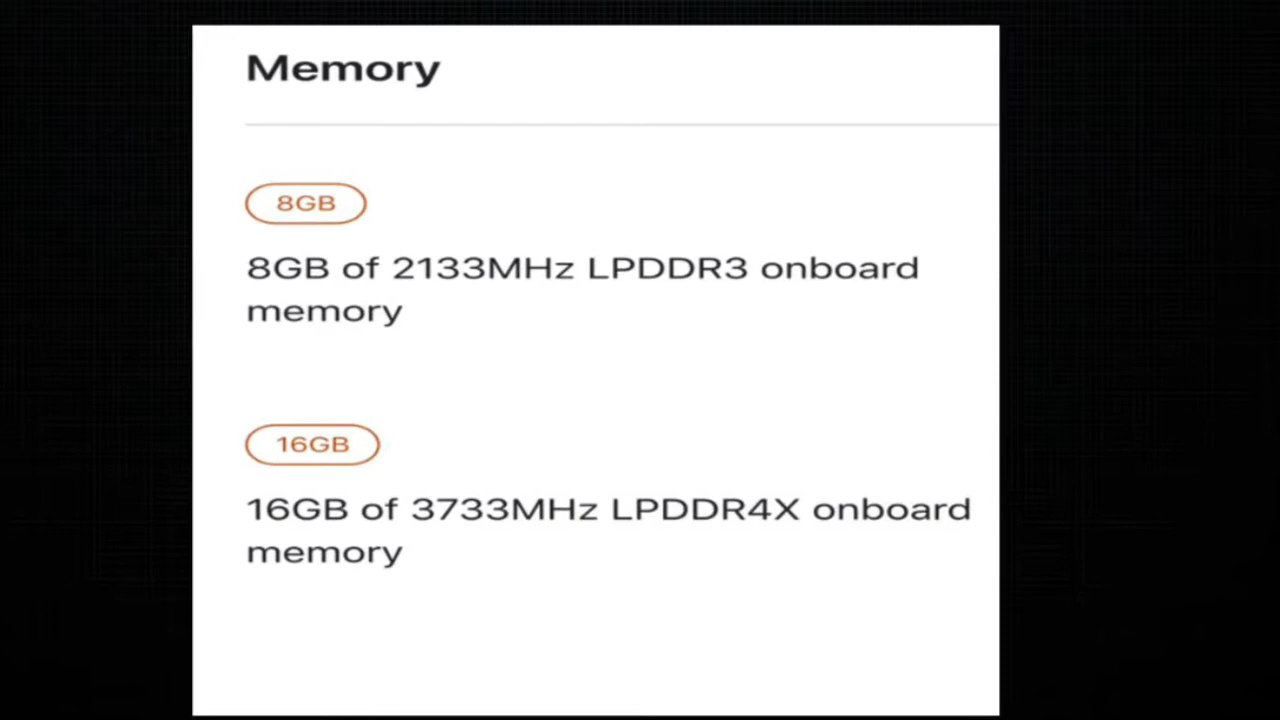 Memory
8GB
8GB of 2133MHz LPDDR3 onboard
memory
16GB
16GB of 3733MHz LPDDR4X onboard
memory